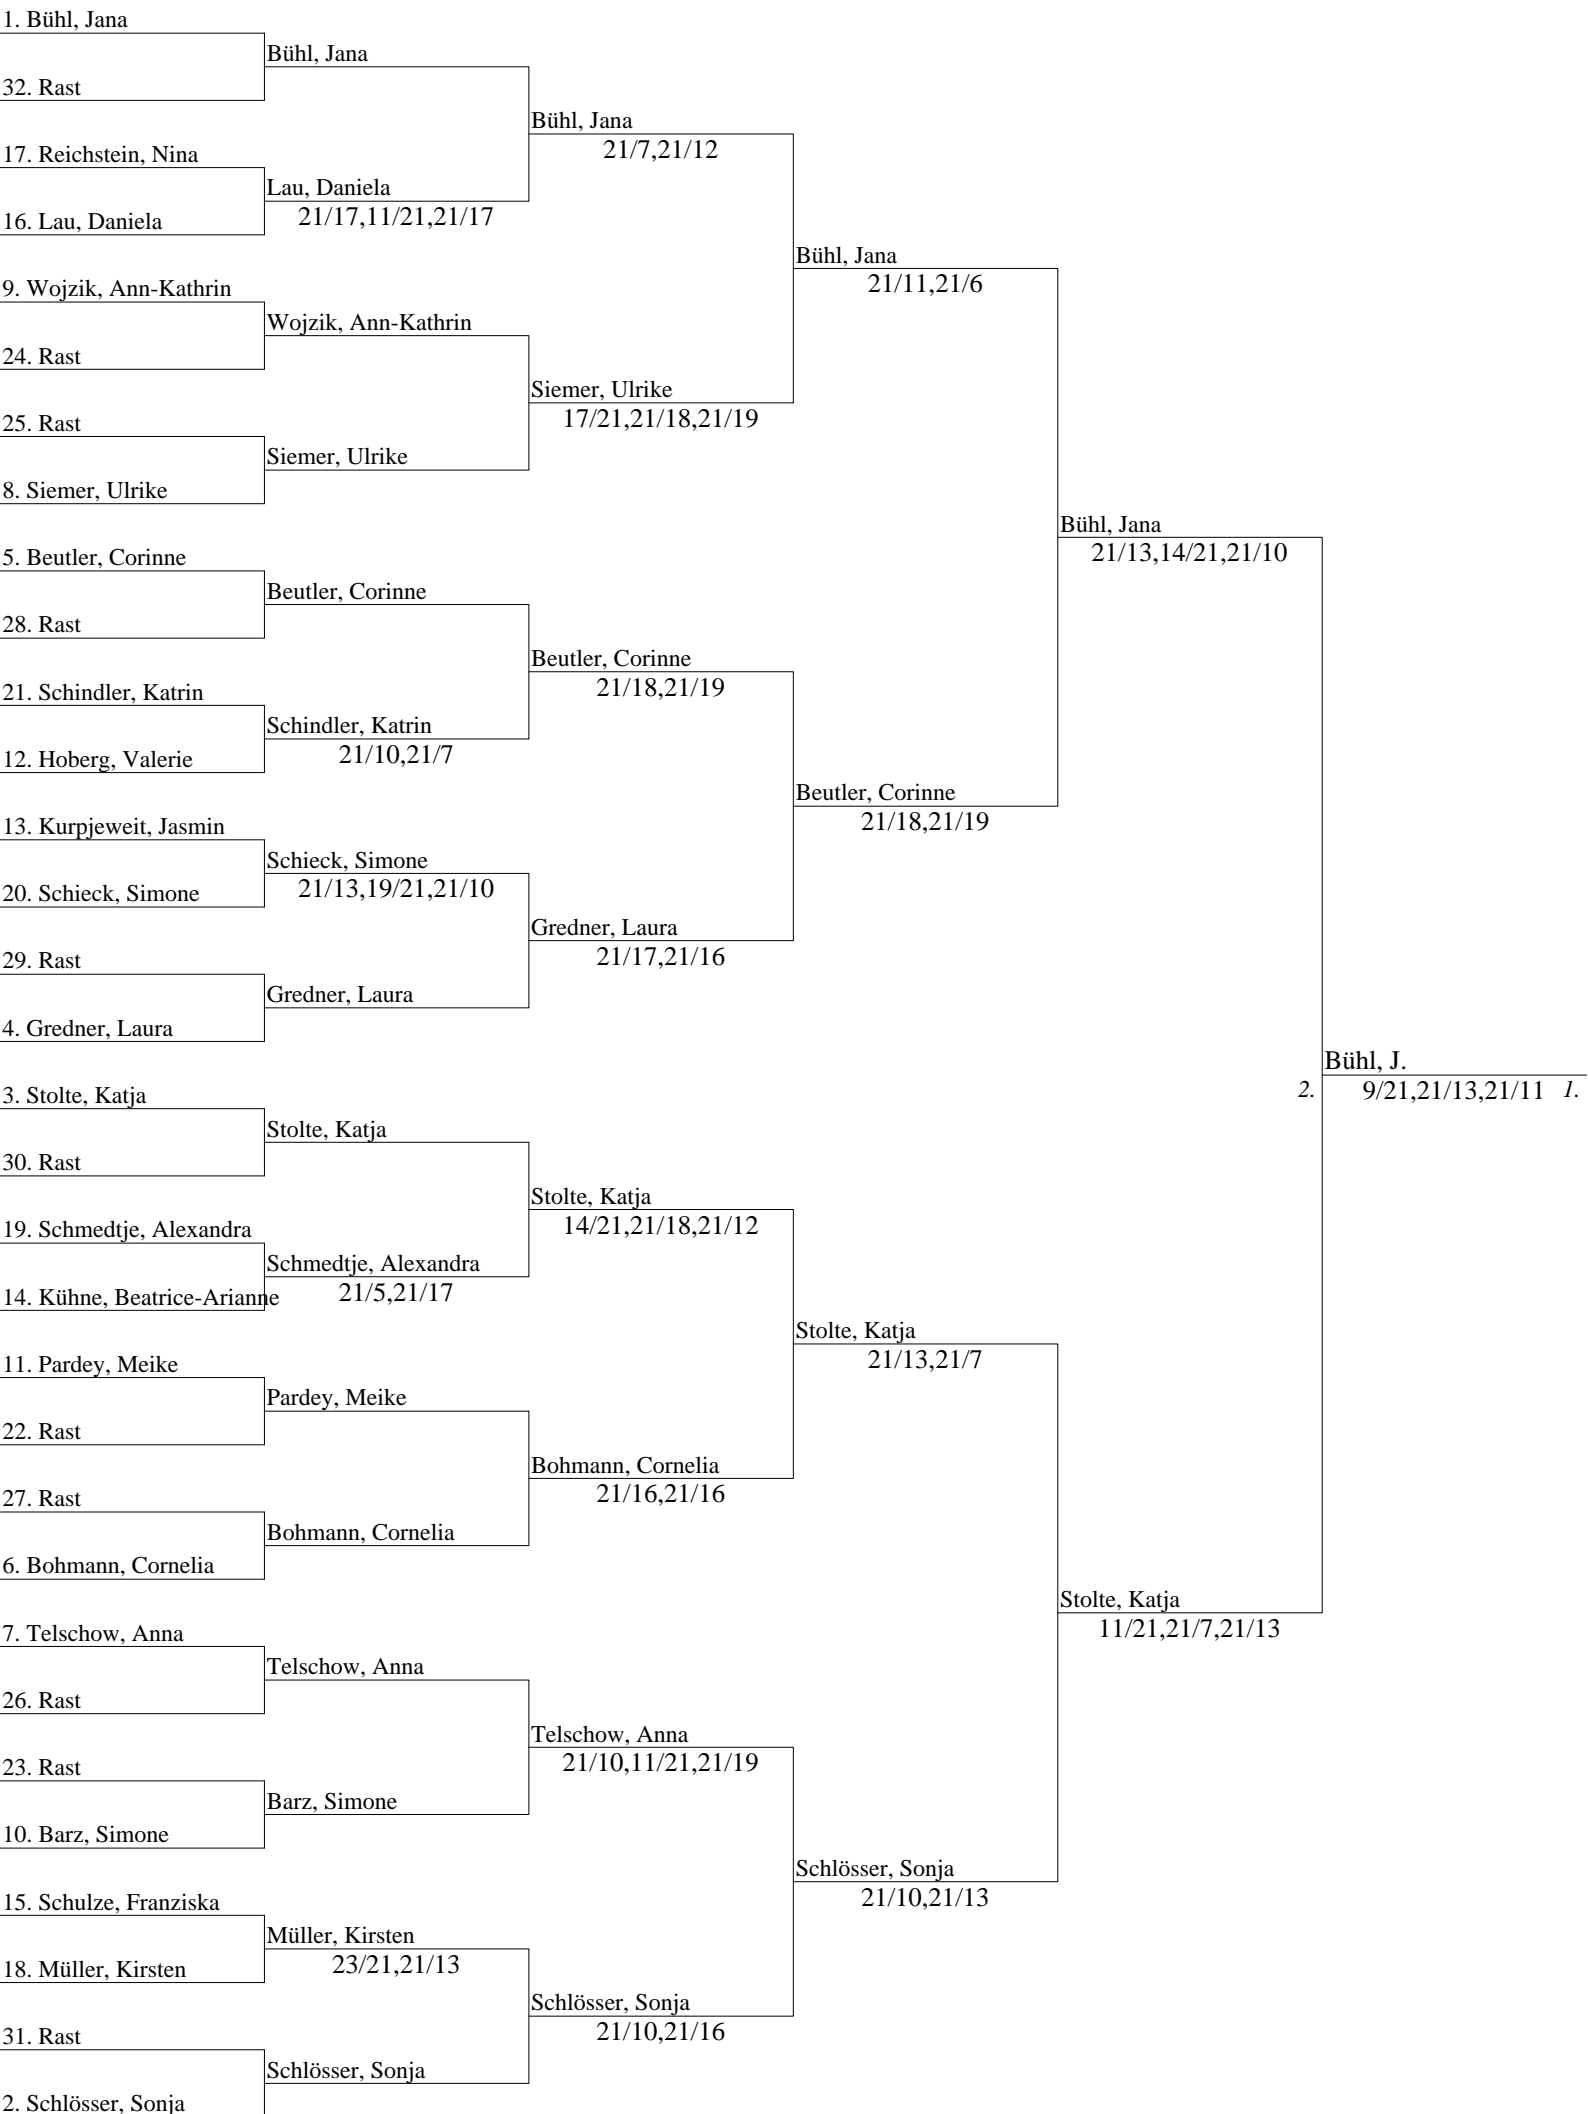 1. Bühl, Jana
Bühl, Jana
32. Rast
Bühl, Jana
21/7,21/12
17. Reichstein, Nina
Lau, Daniela
21/17,11/21,21/17
16. Lau, Daniela
Bühl, Jana
21/11,21/6
9. Wojzik, Ann-Kathrin
Wojzik, Ann-Kathrin
24. Rast
Siemer, Ulrike
17/21,21/18,21/19
25. Rast
Siemer, Ulrike
8. Siemer, Ulrike
Bühl, Jana
21/13,14/21,21/10
5. Beutler, Corinne
Beutler, Corinne
28. Rast
Beutler, Corinne
21/18,21/19
21. Schindler, Katrin
Schindler, Katrin
21/10,21/7
12. Hoberg, Valerie
Beutler, Corinne
21/18,21/19
13. Kurpjeweit, Jasmin
Schieck, Simone
21/13,19/21,21/10
20. Schieck, Simone
Gredner, Laura
21/17,21/16
29. Rast
Gredner, Laura
4. Gredner, Laura
Bühl, J.
2. 9/21,21/13,21/11 1.
3. Stolte, Katja
Stolte, Katja
30. Rast
Stolte, Katja
14/21,21/18,21/12
19. Schmedtje, Alexandra
Schmedtje, Alexandra
21/5,21/17
14. Kühne, Beatrice-Arianne
Stolte, Katja
21/13,21/7
11. Pardey, Meike
Pardey, Meike
22. Rast
Bohmann, Cornelia
21/16,21/16
27. Rast
Bohmann, Cornelia
6. Bohmann, Cornelia
Stolte, Katja
11/21,21/7,21/13
7. Telschow, Anna
Telschow, Anna
26. Rast
Telschow, Anna
21/10,11/21,21/19
23. Rast
Barz, Simone
10. Barz, Simone
Schlösser, Sonja
21/10,21/13
15. Schulze, Franziska
Müller, Kirsten
23/21,21/13
18. Müller, Kirsten
Schlösser, Sonja
21/10,21/16
31. Rast
Schlösser, Sonja
2. Schlösser, Sonja